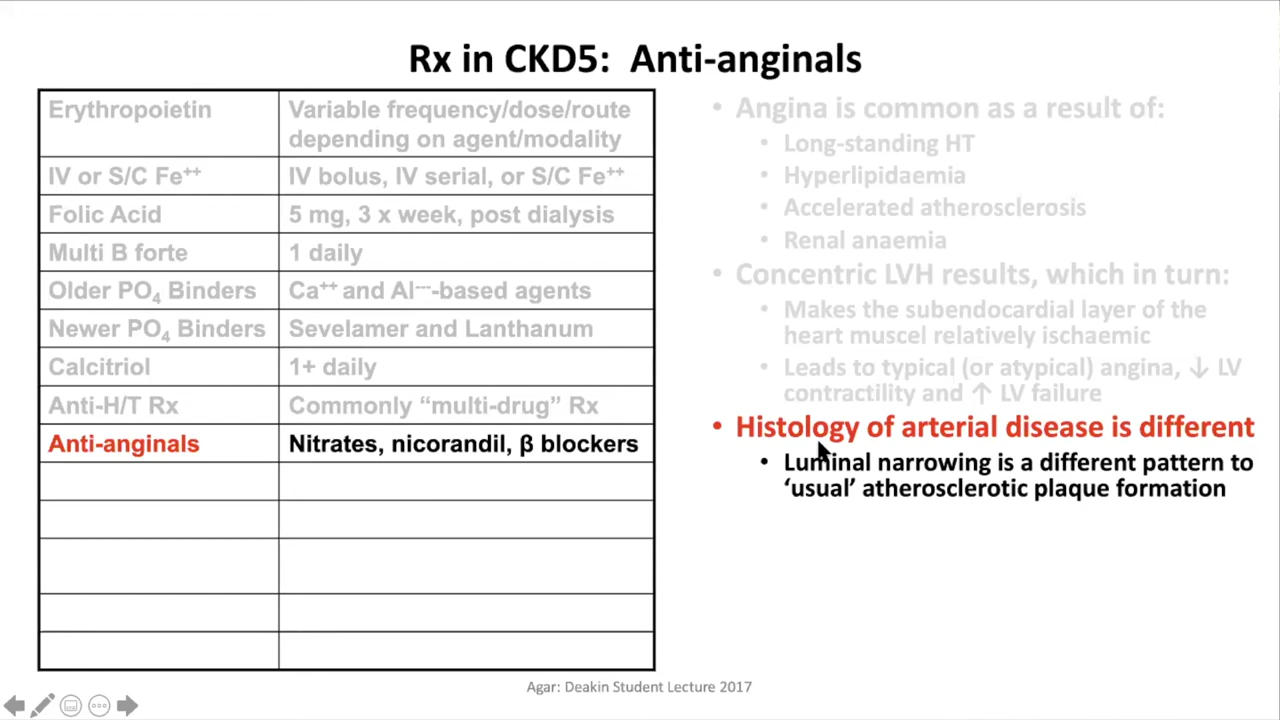 Rx in CKD5: Anti-anginals
Erythropoietin
Variable frequency/dose/route
depending on agent/modality
IV or S/C Fe⁺⁺
IV bolus, IV serial, or S/C Fe⁺⁺
Folic Acid
5 mg, 3 x week, post dialysis
Multi B forte
1 daily
Older PO₄ Binders
Ca⁺⁺ and Al⁻⁻⁻-based agents
Newer PO₄ Binders
Sevelamer and Lanthanum
Calcitriol
1+ daily
Anti-H/T Rx
Commonly “multi-drug” Rx
Anti-anginals
Nitrates, nicorandil, β blockers
• Angina is common as a result of:
• Long-standing HT
• Hyperlipidaemia
• Accelerated atherosclerosis
• Renal anaemia
• Concentric LVH results, which in turn:
• Makes the subendocardial layer of the
heart muscel relatively ischaemic
• Leads to typical (or atypical) angina, ↓ LV
contractility and ↑ LV failure
• Histology of arterial disease is different
• Luminal narrowing is a different pattern to
‘usual’ atherosclerotic plaque formation
Agar: Deakin Student Lecture 2017